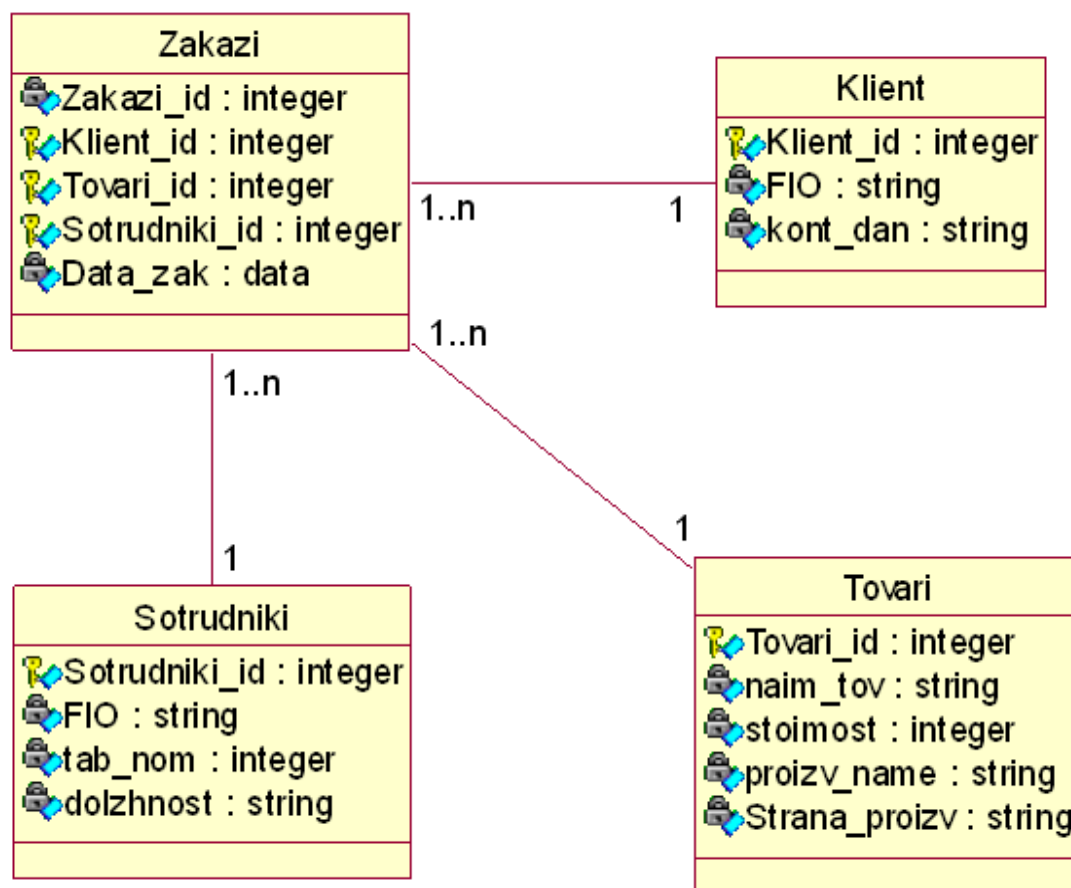 Zakazi
Zakazi_id : integer
Klient_id : integer
Tovari_id : integer
Sotrudniki_id : integer
Data_zak : data
Klient
Klient_id : integer
FIO : string
kont_dan : string
1..n
1
1..n
1..n
1
1
Sotrudniki
Sotrudniki_id : integer
FIO : string
tab_nom : integer
dolzhnost : string
Tovari
Tovari_id : integer
naim_tov : string
stoimost : integer
proizv_name : string
Strana_proizv : string